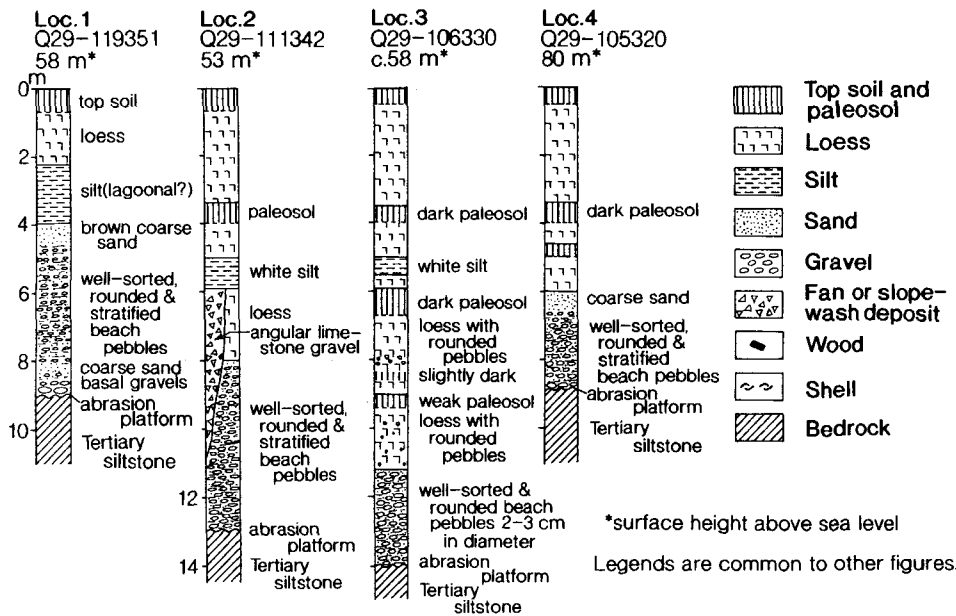 Loc.1
Q29-119351
58 m*
Loc.2
Q29-111342
53 m*
Loc.3
Q29-106330
c.58 m*
Loc.4
Q29-105320
80 m*
0
m
2
4
6
8
10
12
14
top soil
loess
silt(lagoonal?)
brown coarse
sand
well-sorted,
rounded &
stratified
beach
pebbles
coarse sand
basal gravels
abrasion
platform
Tertiary
siltstone
paleosol
white silt
loess
angular lime-
stone gravel
well-sorted,
rounded &
stratified
beach
pebbles
abrasion
platform
Tertiary
siltstone
dark paleosol
white silt
dark paleosol
loess with
rounded
pebbles
slightly dark
weak paleosol
loess with
rounded
pebbles
well-sorted &
rounded beach
pebbles 2-3 cm
in diameter
abrasion
platform
Tertiary
siltstone
dark paleosol
coarse sand
well-sorted,
rounded &
stratified
beach pebbles
abrasion
platform
Tertiary
siltstone
Top soil and
paleosol
Loess
Silt
Sand
Gravel
Fan or slope-
wash deposit
Wood
Shell
Bedrock
*surface height above sea level
Legends are common to other figures.